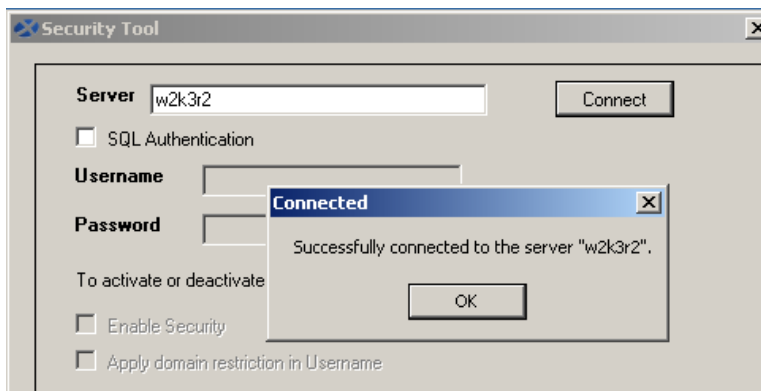 Security Tool
Server w2k3r2 Connect
SQL Authentication
Username
Connected
Password
Successfully connected to the server "w2k3r2".
To activate or deactivate
OK
Enable Security
Apply domain restriction in Username